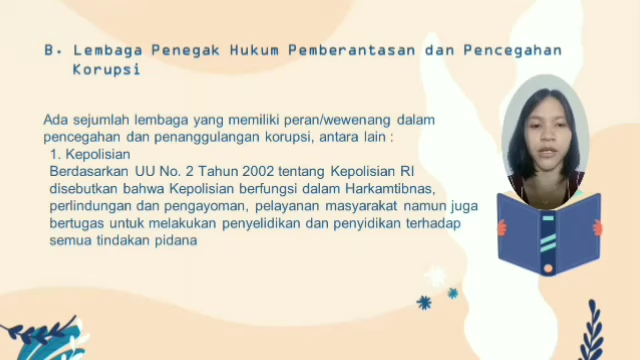 B. Lembaga Penegak Hukum Pemberantasan dan Pencegahan
Korupsi
Ada sejumlah lembaga yang memiliki peran/wewenang dalam
pencegahan dan penanggulangan korupsi, antara lain :
1. Kepolisian
Berdasarkan UU No. 2 Tahun 2002 tentang Kepolisian RI
disebutkan bahwa Kepolisian berfungsi dalam Harkamtibnas,
perlindungan dan pengayoman, pelayanan masyarakat namun juga
bertugas untuk melakukan penyelidikan dan penyidikan terhadap
semua tindakan pidana